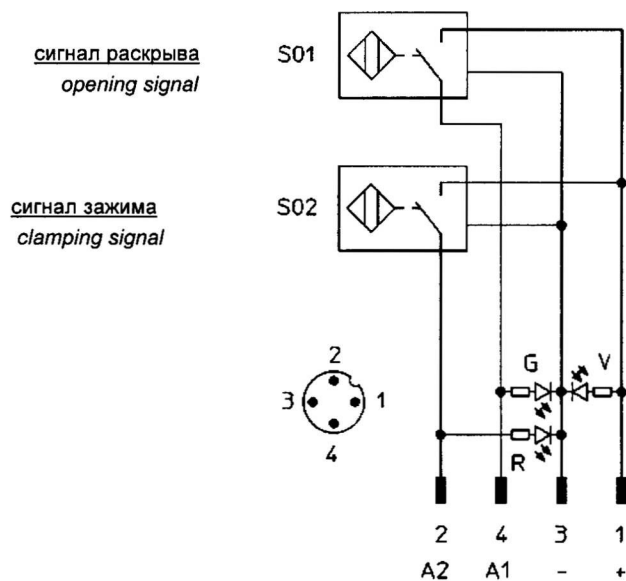 сигнал раскрыва
opening signal
S01
сигнал зажима
clamping signal
S02
2
3
1
4
G
V
R
2 4 3 1
A2 A1 - +